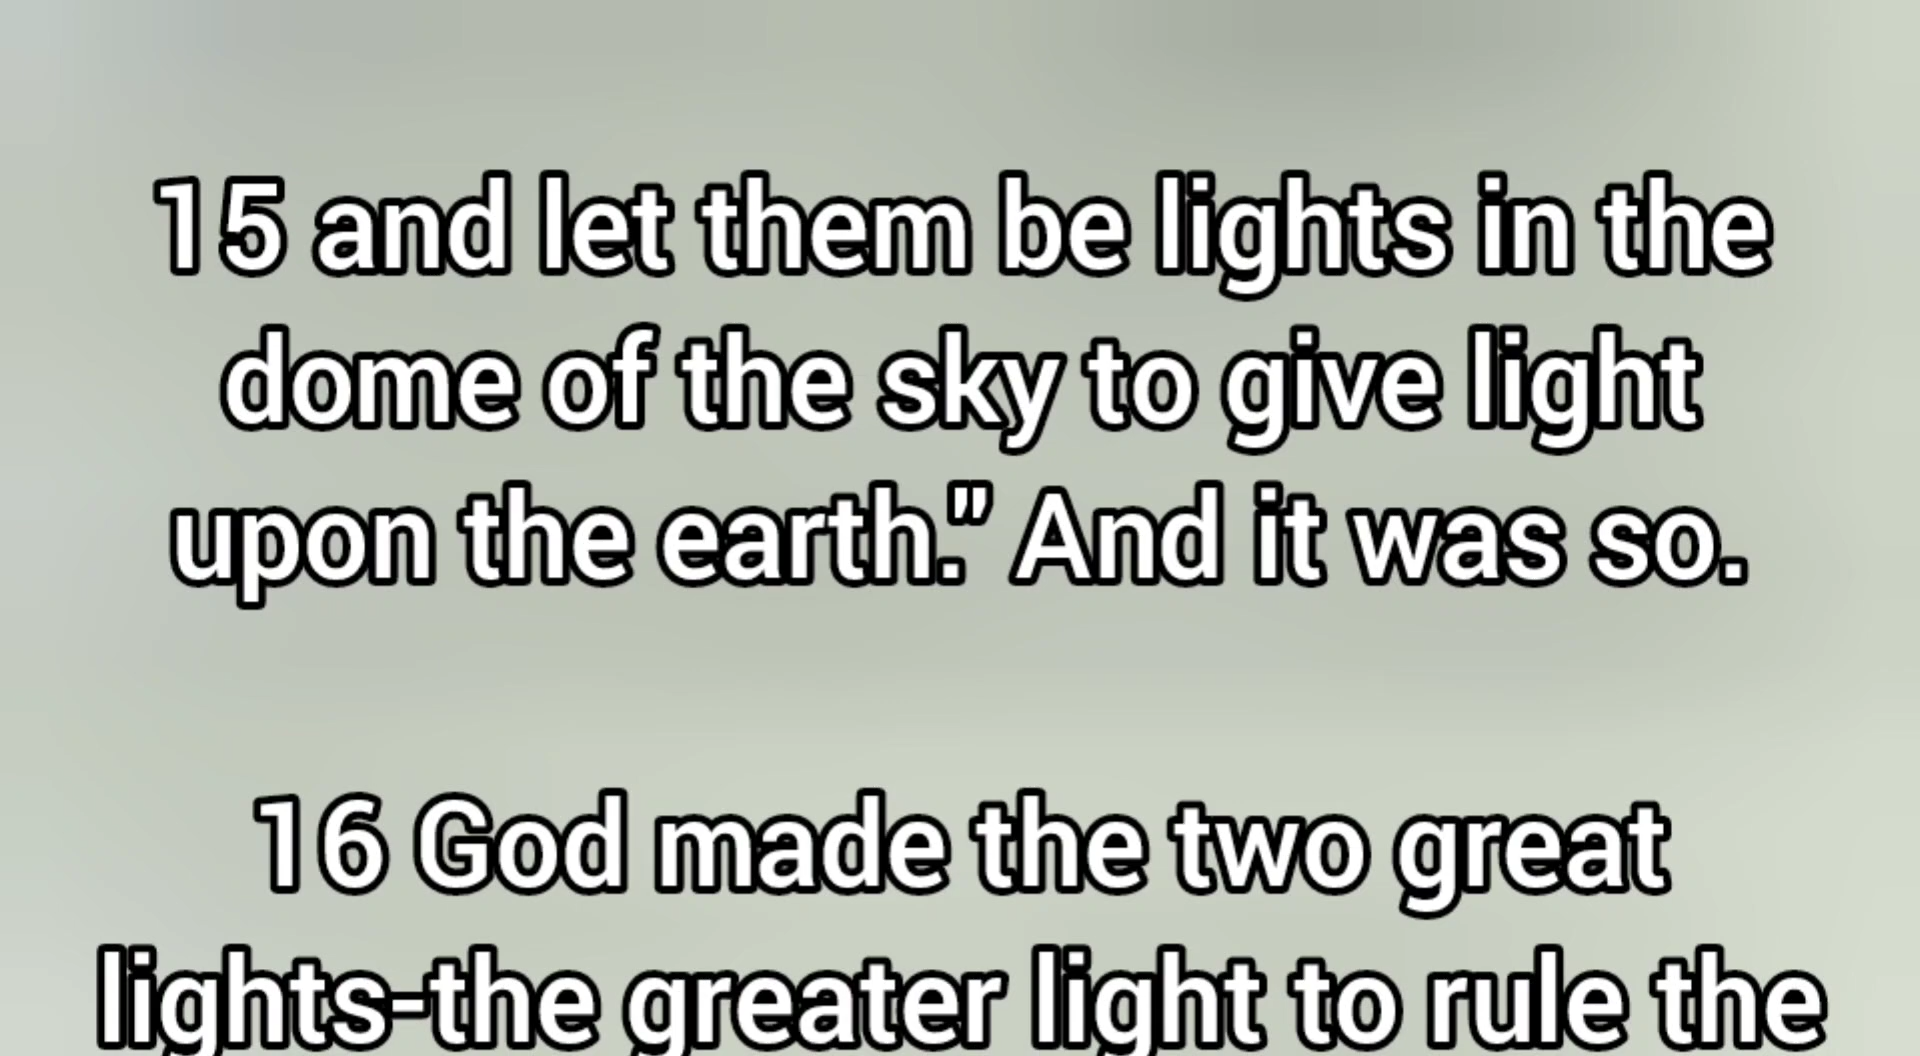 15 and let them be lights in the
dome of the sky to give light
upon the earth." And it was so.
16 God made the two great
lights-the greater light to rule the